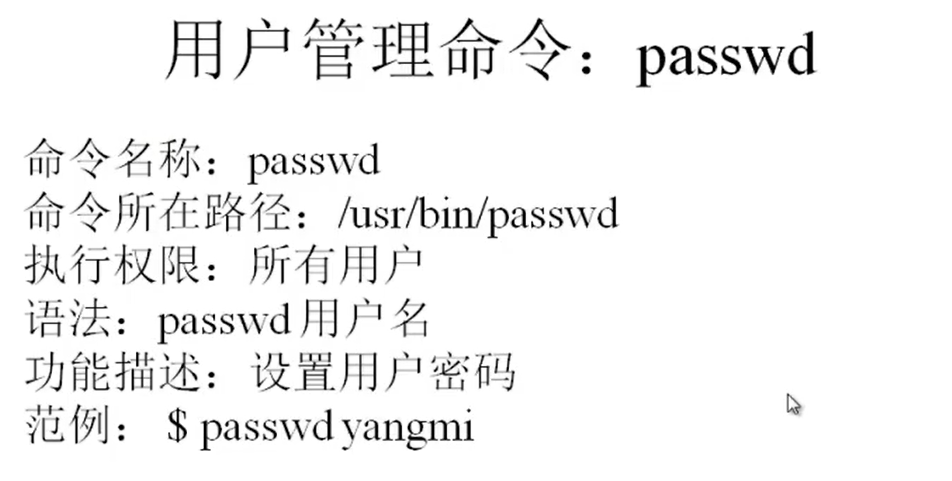 用户管理命令：passwd
命令名称：passwd
命令所在路径：/usr/bin/passwd
执行权限：所有用户
语法：passwd 用户名
功能描述：设置用户密码
范例： $ passwd yangmi